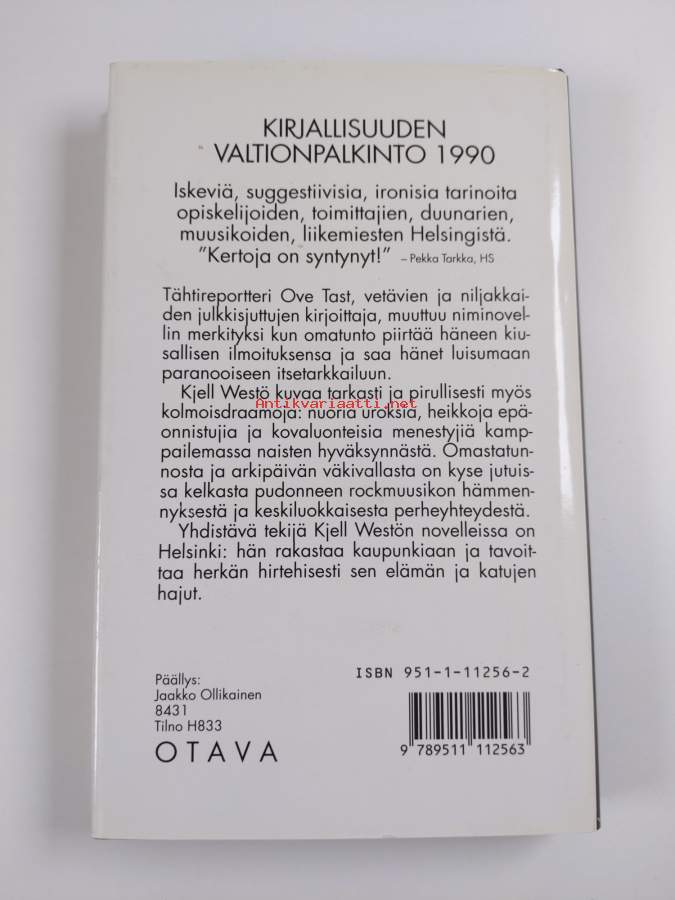 KIRJALLISUUDEN
VALTIONPALKINTO 1990
Iskeviä, suggestiivisia, ironisia tarinoita
opiskelijoiden, toimittajien, duunarien,
muusikoiden, liikemiesten Helsingistä.
”Kertoja on syntynyt!” – Pekka Tarkka, HS
Tähtireportteri Ove Tast, vetävien ja niljakkai-
den julkkisjuttujen kirjoittaja, muuttuu niminovel-
lin merkityksi kun omatunto piirtää häneen kiu-
sallisen ilmoituksensa ja saa hänet luisumaan
paranooiseen itsetarkkailuun.
Kjell Westö kuvaa tarkasti ja pirullisesti myös
Antikvariaatti.net
kolmoisdraamoja: nuoria uroksia, heikkoja epä-
onnistujia ja kovaluonteisia menestyjiä kamp-
pailemassa naisten hyväksynnästä. Omastatun-
nosta ja arkipäivän väkivallasta on kyse jutuis-
sa kelkasta pudonneen rockmuusikon hämmen-
nyksestä ja keskiluokkaisesta perheyhteydestä.
Yhdistävä tekijä Kjell Westön novelleissa on
Helsinki: hän rakastaa kaupunkiaan ja tavoit-
taa herkän hirtehisesti sen elämän ja katujen
hajut.
Päällys:
Jaakko Ollikainen
8431
Tilno H833
OTAVA
ISBN 951-1-11256-2
9 789511 112563